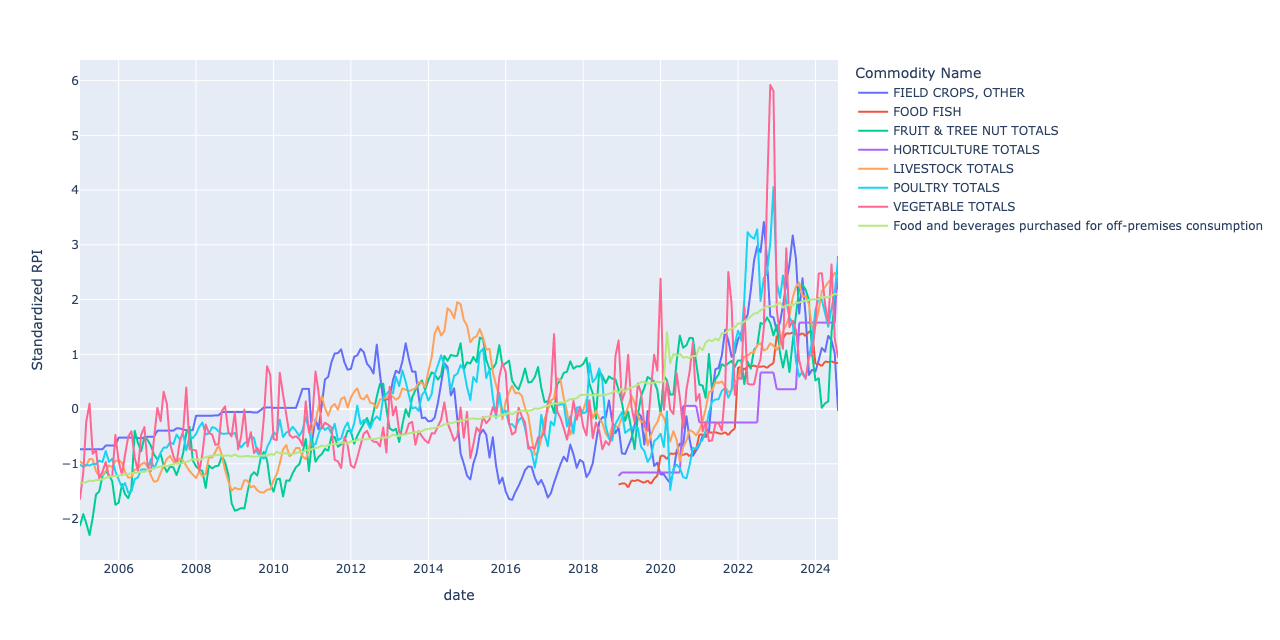 Commodity Name
FIELD CROPS, OTHER
FOOD FISH
FRUIT & TREE NUT TOTALS
HORTICULTURE TOTALS
LIVESTOCK TOTALS
POULTRY TOTALS
VEGETABLE TOTALS
Food and beverages purchased for off-premises consumption
6
5
4
3
2
1
0
−1
−2
Standardized RPI
2006 2008 2010 2012 2014 2016 2018 2020 2022 2024
date